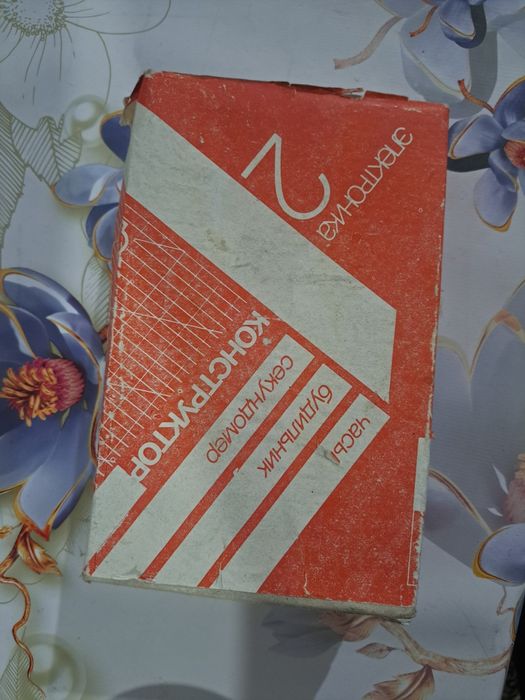 электроника
2
КОНСТРУКТОР
часы
будильник
секундомер